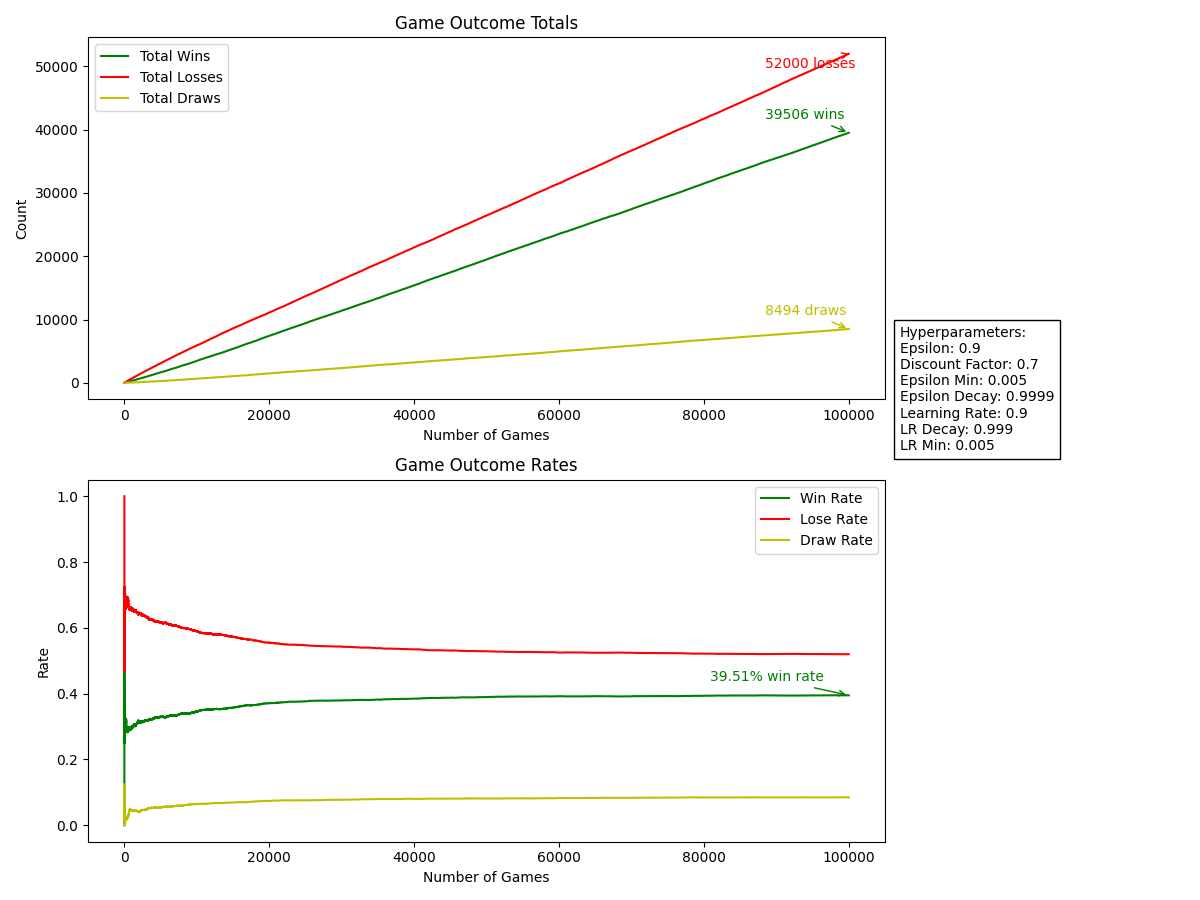 Game Outcome Totals
Total Wins
Total Losses
Total Draws
52000 losses
39506 wins
8494 draws
50000
40000
30000
20000
10000
0
Count
0
20000
40000
60000
80000
100000
Number of Games
Hyperparameters:
Epsilon: 0.9
Discount Factor: 0.7
Epsilon Min: 0.005
Epsilon Decay: 0.9999
Learning Rate: 0.9
LR Decay: 0.999
LR Min: 0.005
Game Outcome Rates
Win Rate
Lose Rate
Draw Rate
39.51% win rate
1.0
0.8
0.6
0.4
0.2
0.0
Rate
0
20000
40000
60000
80000
100000
Number of Games